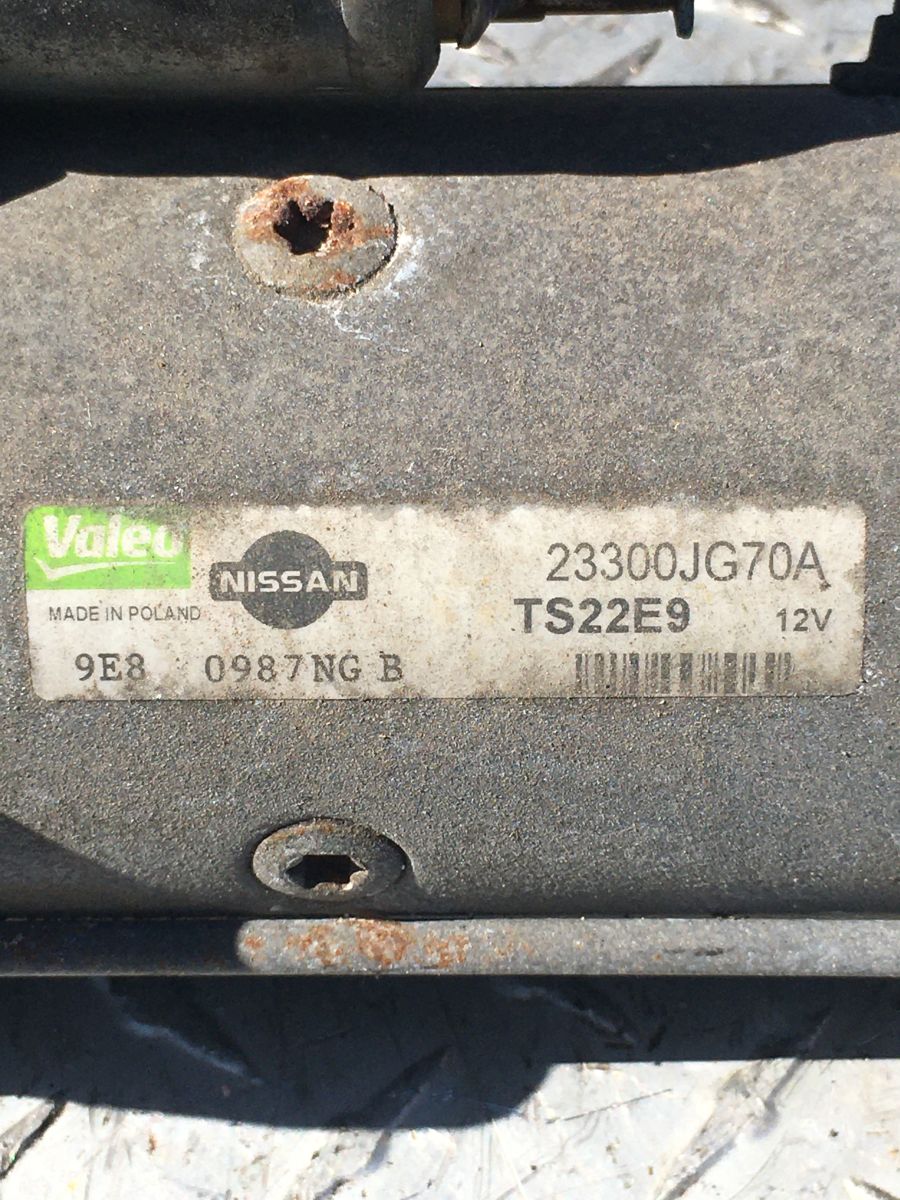 Valeo
NISSAN
23300JG70A
MADE IN POLAND
TS22E9 12V
9E8 0987NG B